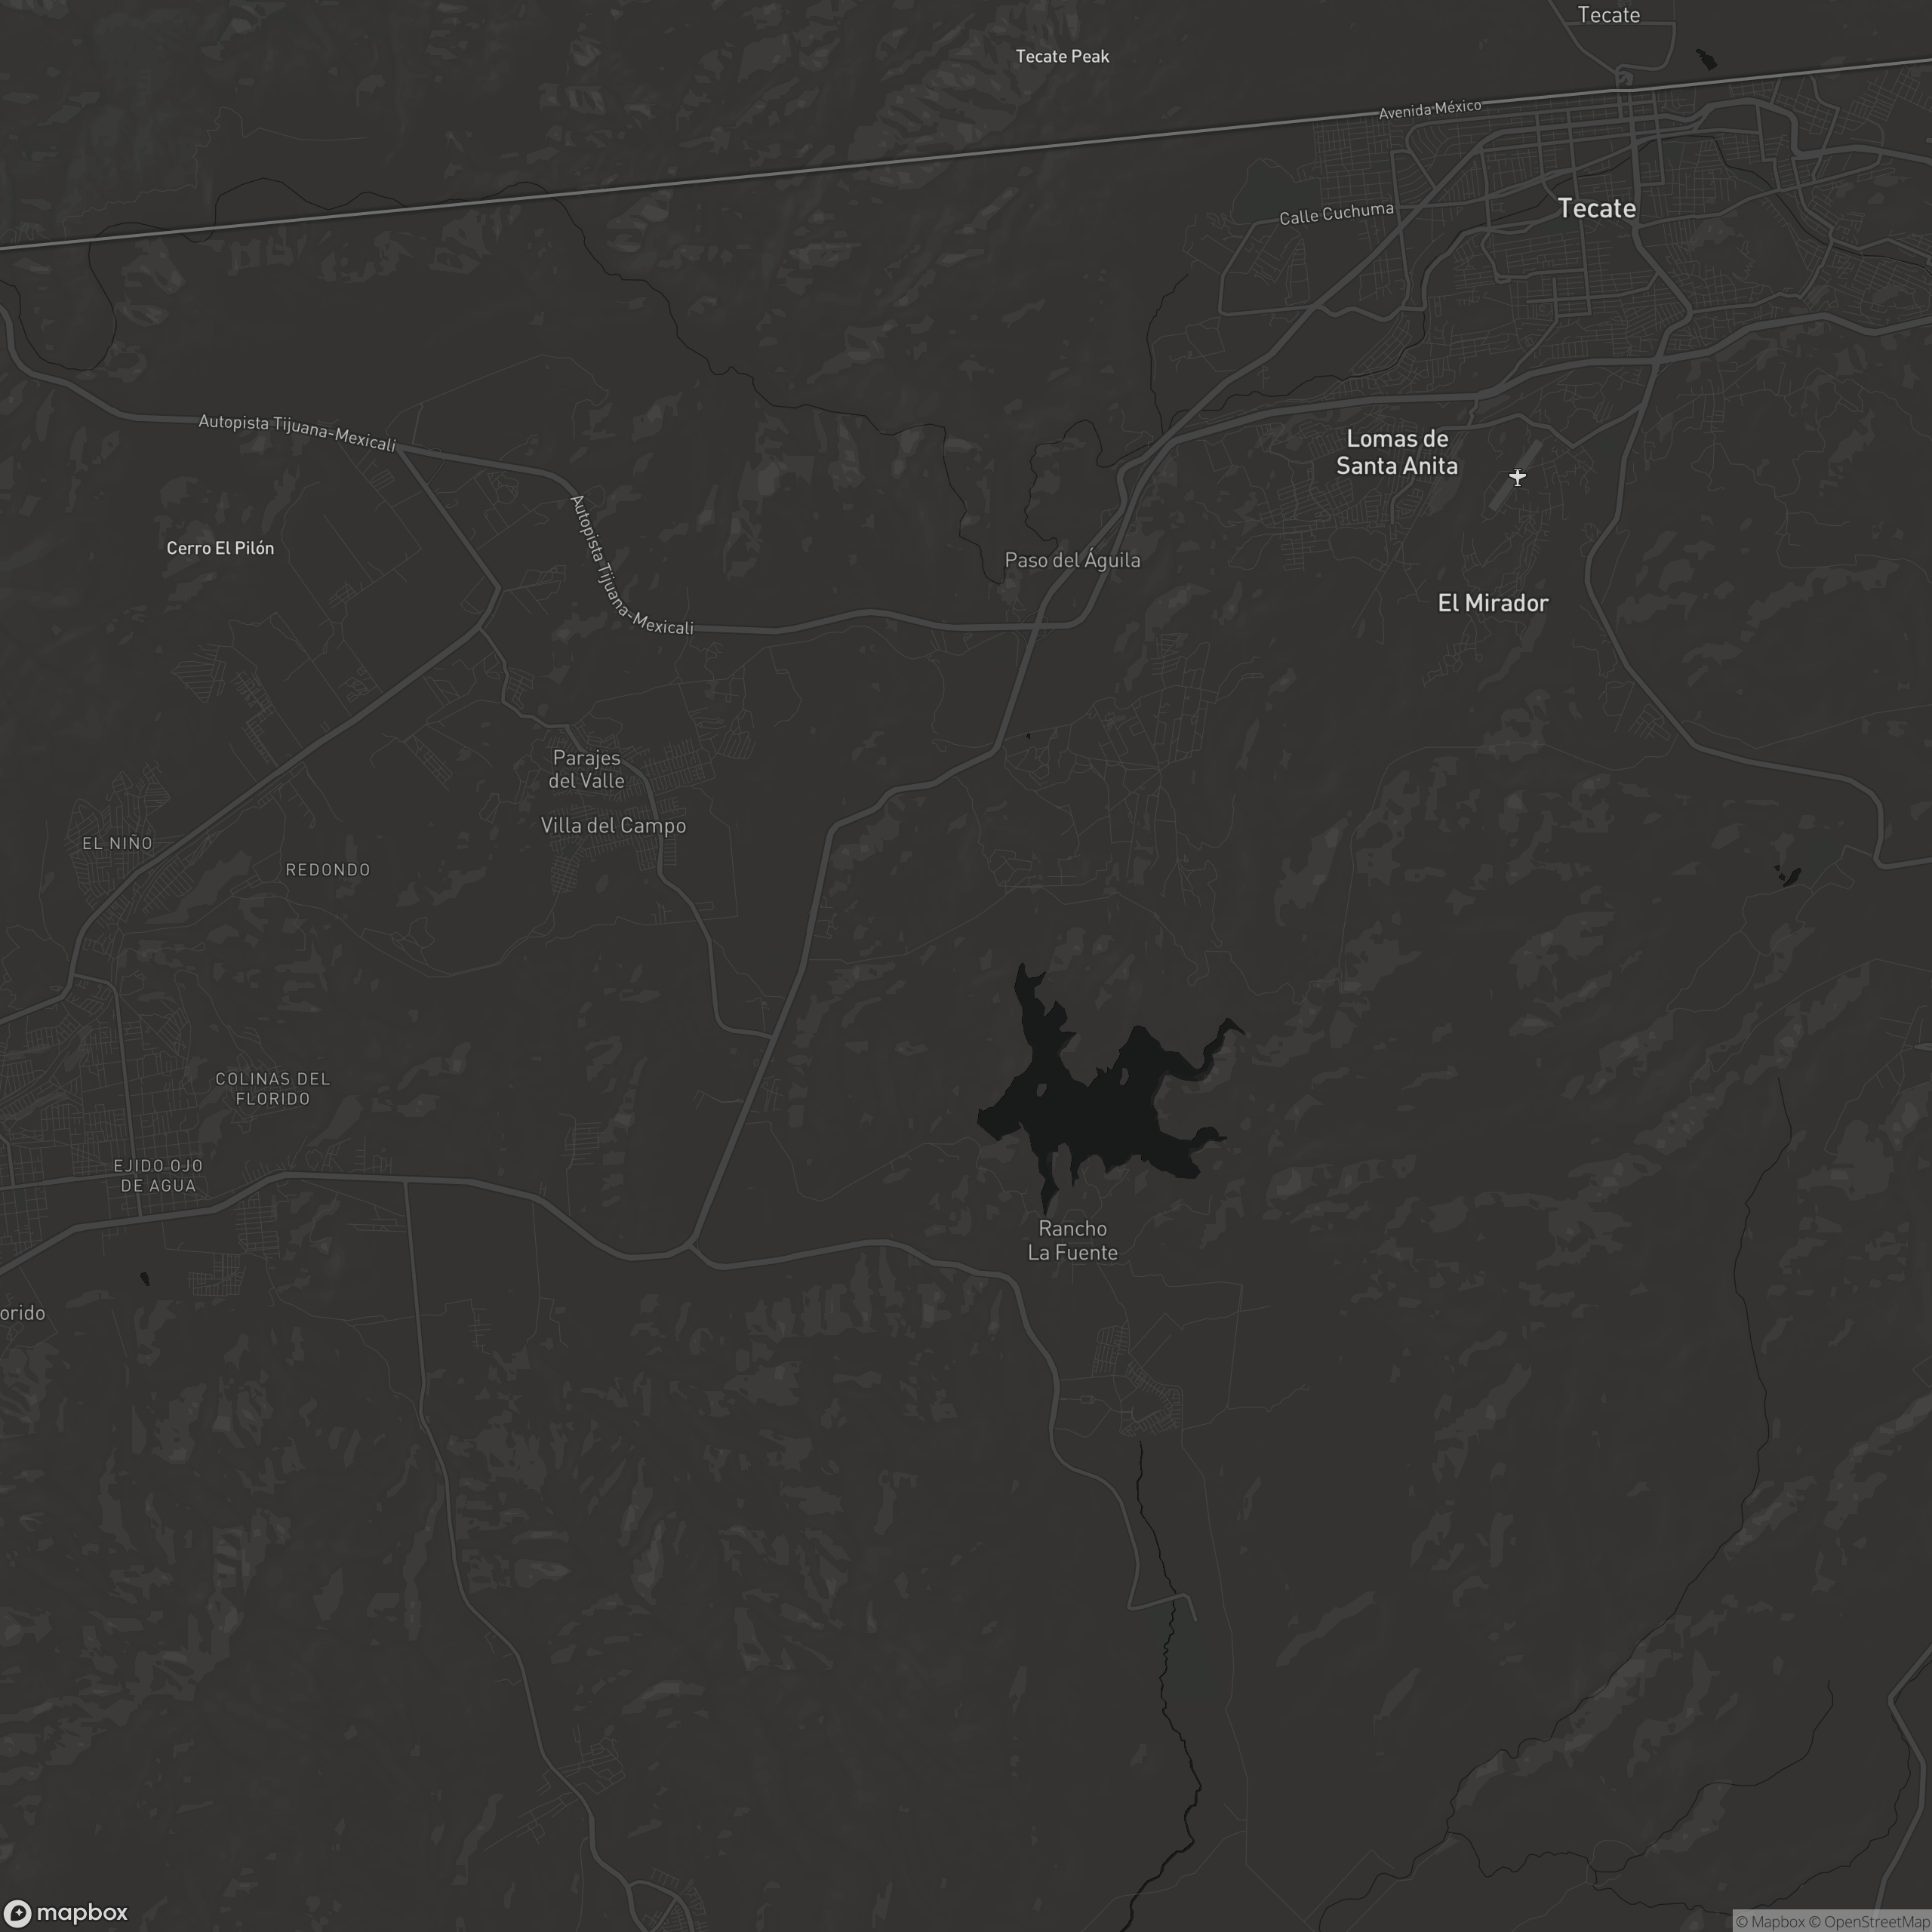 Tecate
Tecate Peak
Avenida México
Tecate
Calle Cuchuma
Autopista Tijuana-Mexicali
Lomas de
Santa Anita
Autopista Tijuana-Mexicali
Cerro El Pilón
Paso del Águila
El Mirador
Parajes
del Valle
Villa del Campo
EL NIÑO
REDONDO
COLINAS DEL
FLORIDO
EJIDO OJO
DE AGUA
Rancho
La Fuente
orido
mapbox
© Mapbox © OpenStreetMap